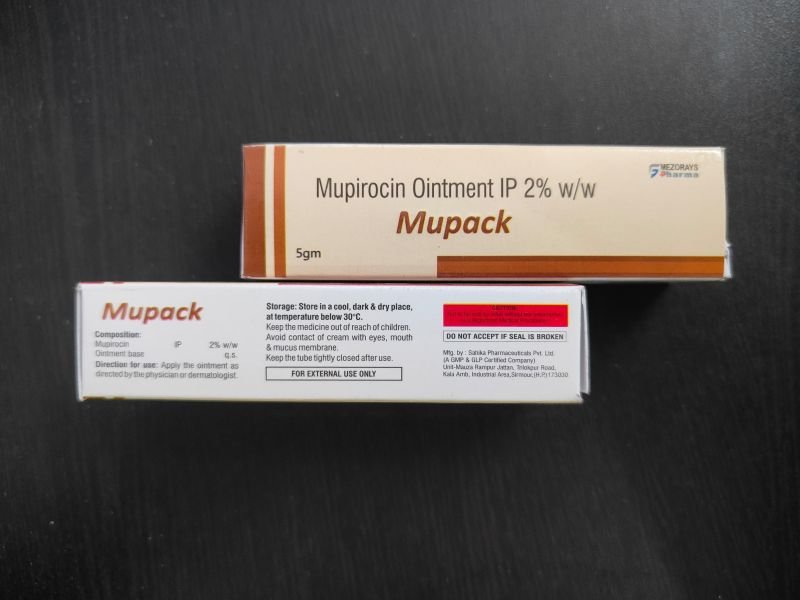 Mupirocin Ointment IP 2% w/w
Mupack
5gm
MEZORAYS
Pharma
Mupack
Composition:
Mupirocin IP 2% w/w
Ointment base q.s.
Direction for use: Apply the ointment as
directed by the physician or dermatologist.
Storage: Store in a cool, dark & dry place,
at temperature below 30°C.
Keep the medicine out of reach of children.
Avoid contact of cream with eyes, mouth
& mucus membrane.
Keep the tube tightly closed after use.
FOR EXTERNAL USE ONLY
CAUTION
DO NOT ACCEPT IF SEAL IS BROKEN
Mfg. by : Sahika Pharmaceuticals Pvt. Ltd.
(A GMP & GLP Certified Company)
Unit-Mauza Rampur Jattan, Trilokpur Road,
Kala Amb, Industrial Area,Sirmour,(H.P.)173030.